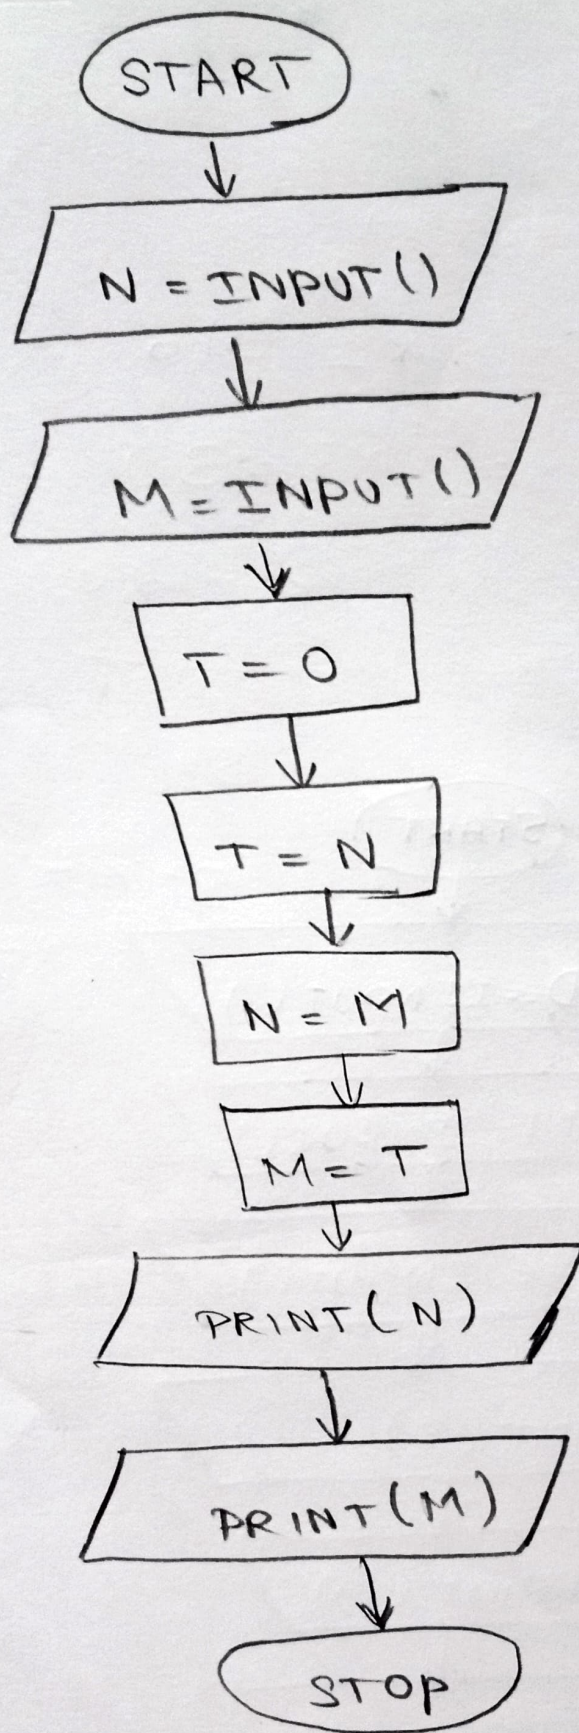 START
N = INPUT()
M = INPUT()
T = 0
T = N
N = M
M = T
PRINT(N)
PRINT(M)
STOP